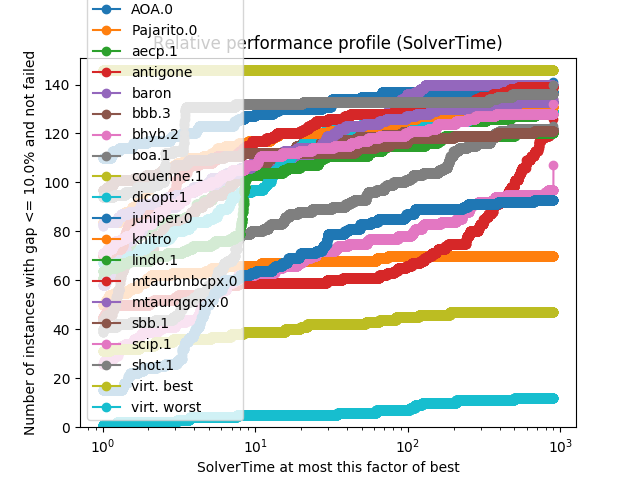 Relative performance profile (SolverTime)
AOA.0
Pajarito.0
aecp.1
antigone
baron
bbb.3
bhyb.2
boa.1
couenne.1
dicopt.1
juniper.0
knitro
lindo.1
mtaurbnbcpx.0
mtaurqgcpx.0
sbb.1
scip.1
shot.1
virt. best
virt. worst
Number of instances with gap <= 10.0% and not failed
140
120
100
80
60
40
20
0
10^0
10^1
10^2
10^3
SolverTime at most this factor of best